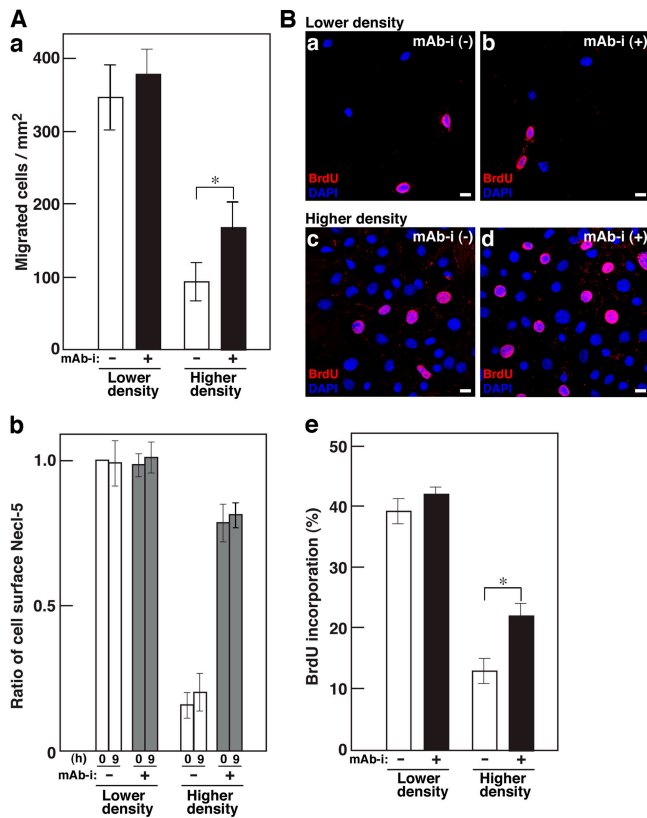 A
a
Migrated cells / mm²
400
300
200
100
0
*
mAb-i: − + − +
Lower density
Higher density
B
Lower density
a mAb-i (-)
BrdU
DAPI
b mAb-i (+)
BrdU
DAPI
Higher density
c mAb-i (-)
BrdU
DAPI
d mAb-i (+)
BrdU
DAPI
b
Ratio of cell surface Necl-5
1.0
0.5
0
(h) 0 9 0 9 0 9 0 9
mAb-i: − + − +
Lower density
Higher density
e
BrdU incorporation (%)
50
40
30
20
10
0
*
mAb-i: − + − +
Lower density
Higher density